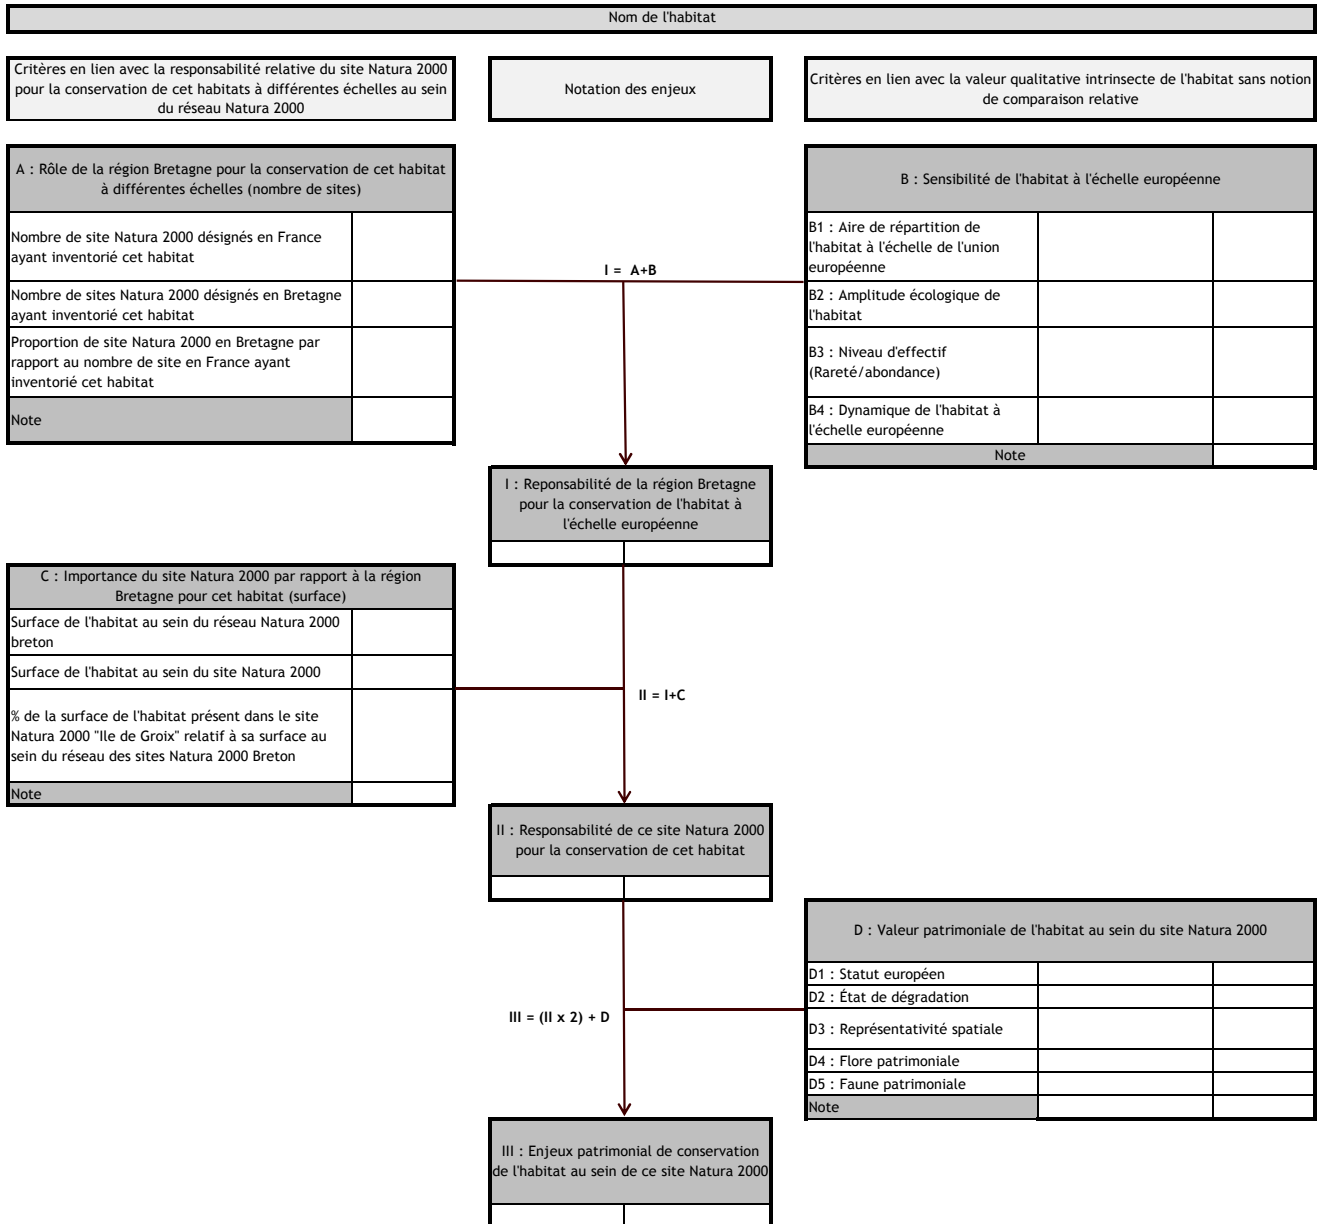 Nom de l'habitat
Critères en lien avec la responsabilité relative du site Natura 2000
pour la conservation de cet habitats à différentes échelles au sein
du réseau Natura 2000
Notation des enjeux
Critères en lien avec la valeur qualitative intrinsecte de l'habitat sans notion
de comparaison relative
A : Rôle de la région Bretagne pour la conservation de cet habitat
à différentes échelles (nombre de sites)
Nombre de site Natura 2000 désignés en France
ayant inventorié cet habitat
Nombre de sites Natura 2000 désignés en Bretagne
ayant inventorié cet habitat
Proportion de site Natura 2000 en Bretagne par
rapport au nombre de site en France ayant
inventorié cet habitat
Note
I = A+B
B : Sensibilité de l'habitat à l'échelle européenne
B1 : Aire de répartition de
l'habitat à l'échelle de l'union
européenne
B2 : Amplitude écologique de
l'habitat
B3 : Niveau d'effectif
(Rareté/abondance)
B4 : Dynamique de l'habitat à
l'échelle européenne
Note
I : Reponsabilité de la région Bretagne
pour la conservation de l'habitat à
l'échelle européenne
C : Importance du site Natura 2000 par rapport à la région
Bretagne pour cet habitat (surface)
Surface de l'habitat au sein du réseau Natura 2000
breton
Surface de l'habitat au sein du site Natura 2000
% de la surface de l'habitat présent dans le site
Natura 2000 "Ile de Groix" relatif à sa surface au
sein du réseau des sites Natura 2000 Breton
Note
II = I+C
II : Responsabilité de ce site Natura 2000
pour la conservation de cet habitat
D : Valeur patrimoniale de l'habitat au sein du site Natura 2000
D1 : Statut européen
D2 : État de dégradation
D3 : Représentativité spatiale
D4 : Flore patrimoniale
D5 : Faune patrimoniale
Note
III = (II x 2) + D
III : Enjeux patrimonial de conservation
de l'habitat au sein de ce site Natura 2000